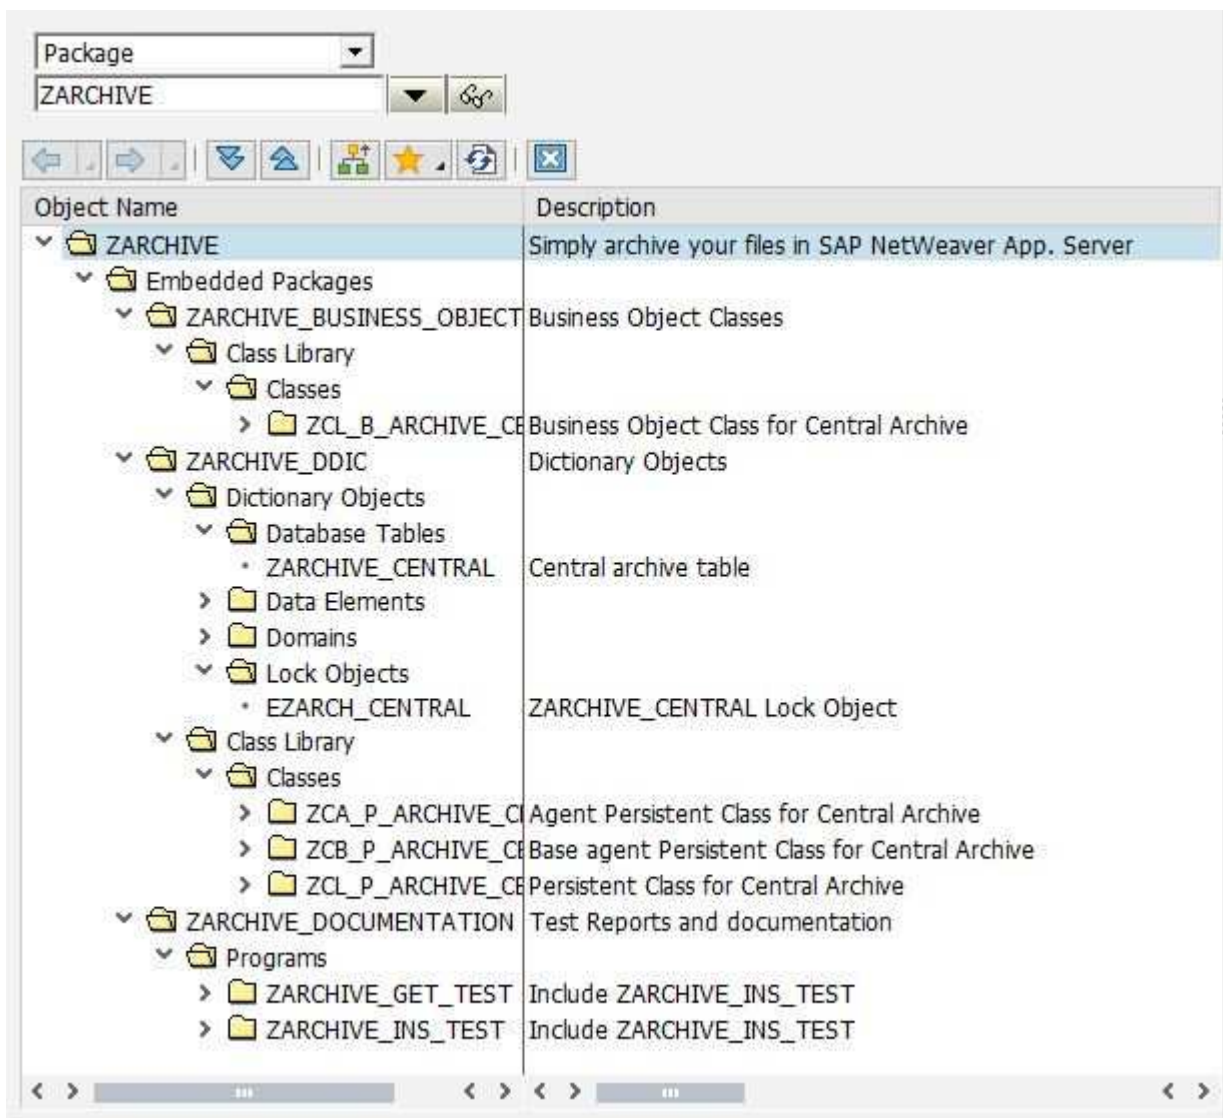 Package
ZARCHIVE
Object Name Description
ZARCHIVE Simply archive your files in SAP NetWeaver App. Server
Embedded Packages
ZARCHIVE_BUSINESS_OBJECT Business Object Classes
Class Library
Classes
ZCL_B_ARCHIVE_CE Business Object Class for Central Archive
ZARCHIVE_DDIC Dictionary Objects
Dictionary Objects
Database Tables
ZARCHIVE_CENTRAL Central archive table
Data Elements
Domains
Lock Objects
EZARCH_CENTRAL ZARCHIVE_CENTRAL Lock Object
Class Library
Classes
ZCA_P_ARCHIVE_CE Agent Persistent Class for Central Archive
ZCB_P_ARCHIVE_CE Base agent Persistent Class for Central Archive
ZCL_P_ARCHIVE_CE Persistent Class for Central Archive
ZARCHIVE_DOCUMENTATION Test Reports and documentation
Programs
ZARCHIVE_GET_TEST Include ZARCHIVE_INS_TEST
ZARCHIVE_INS_TEST Include ZARCHIVE_INS_TEST